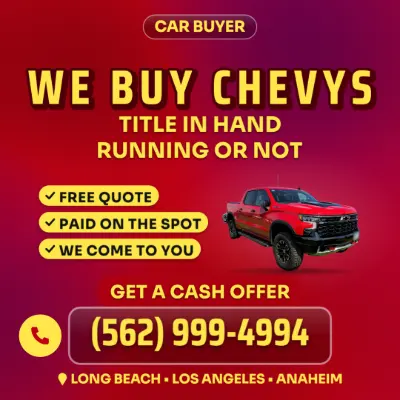 CAR BUYER
WE BUY CHEVYS
TITLE IN HAND
RUNNING OR NOT
✓ FREE QUOTE
✓ PAID ON THE SPOT
✓ WE COME TO YOU
GET A CASH OFFER
(562) 999-4994
LONG BEACH • LOS ANGELES • ANAHEIM